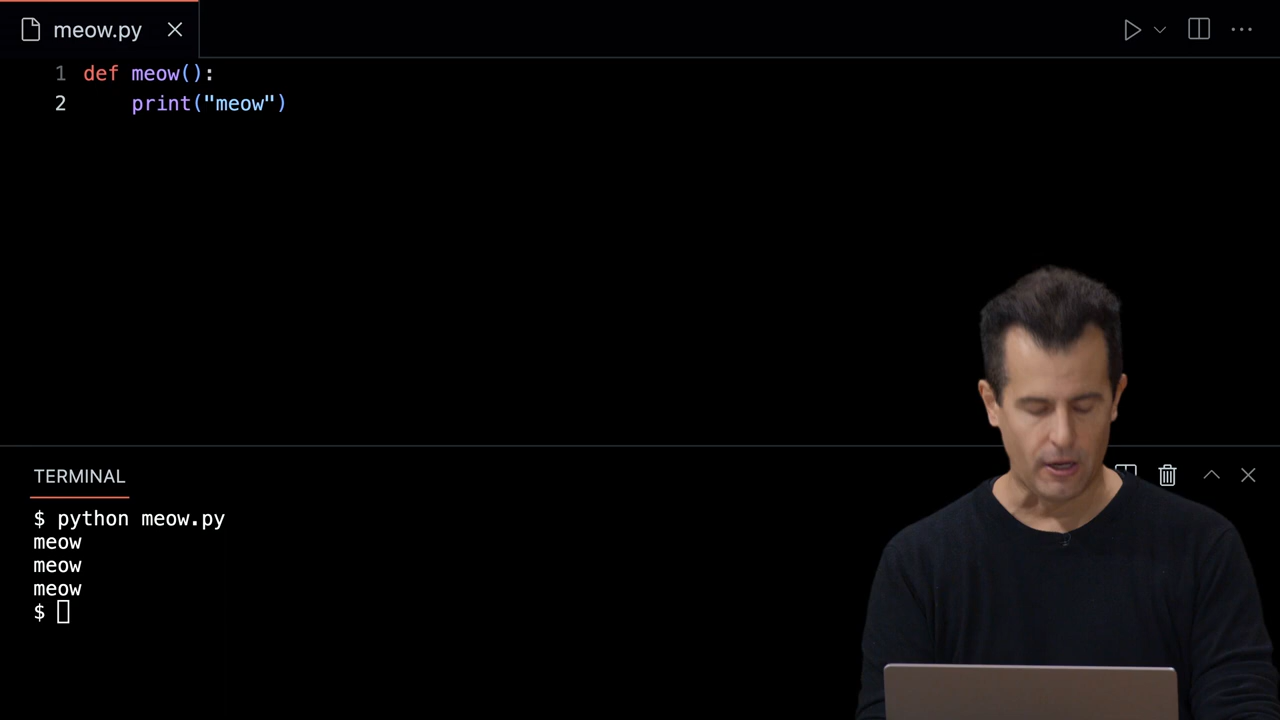 meow.py
1 def meow():
2     print("meow")
TERMINAL
$ python meow.py
meow
meow
meow
$